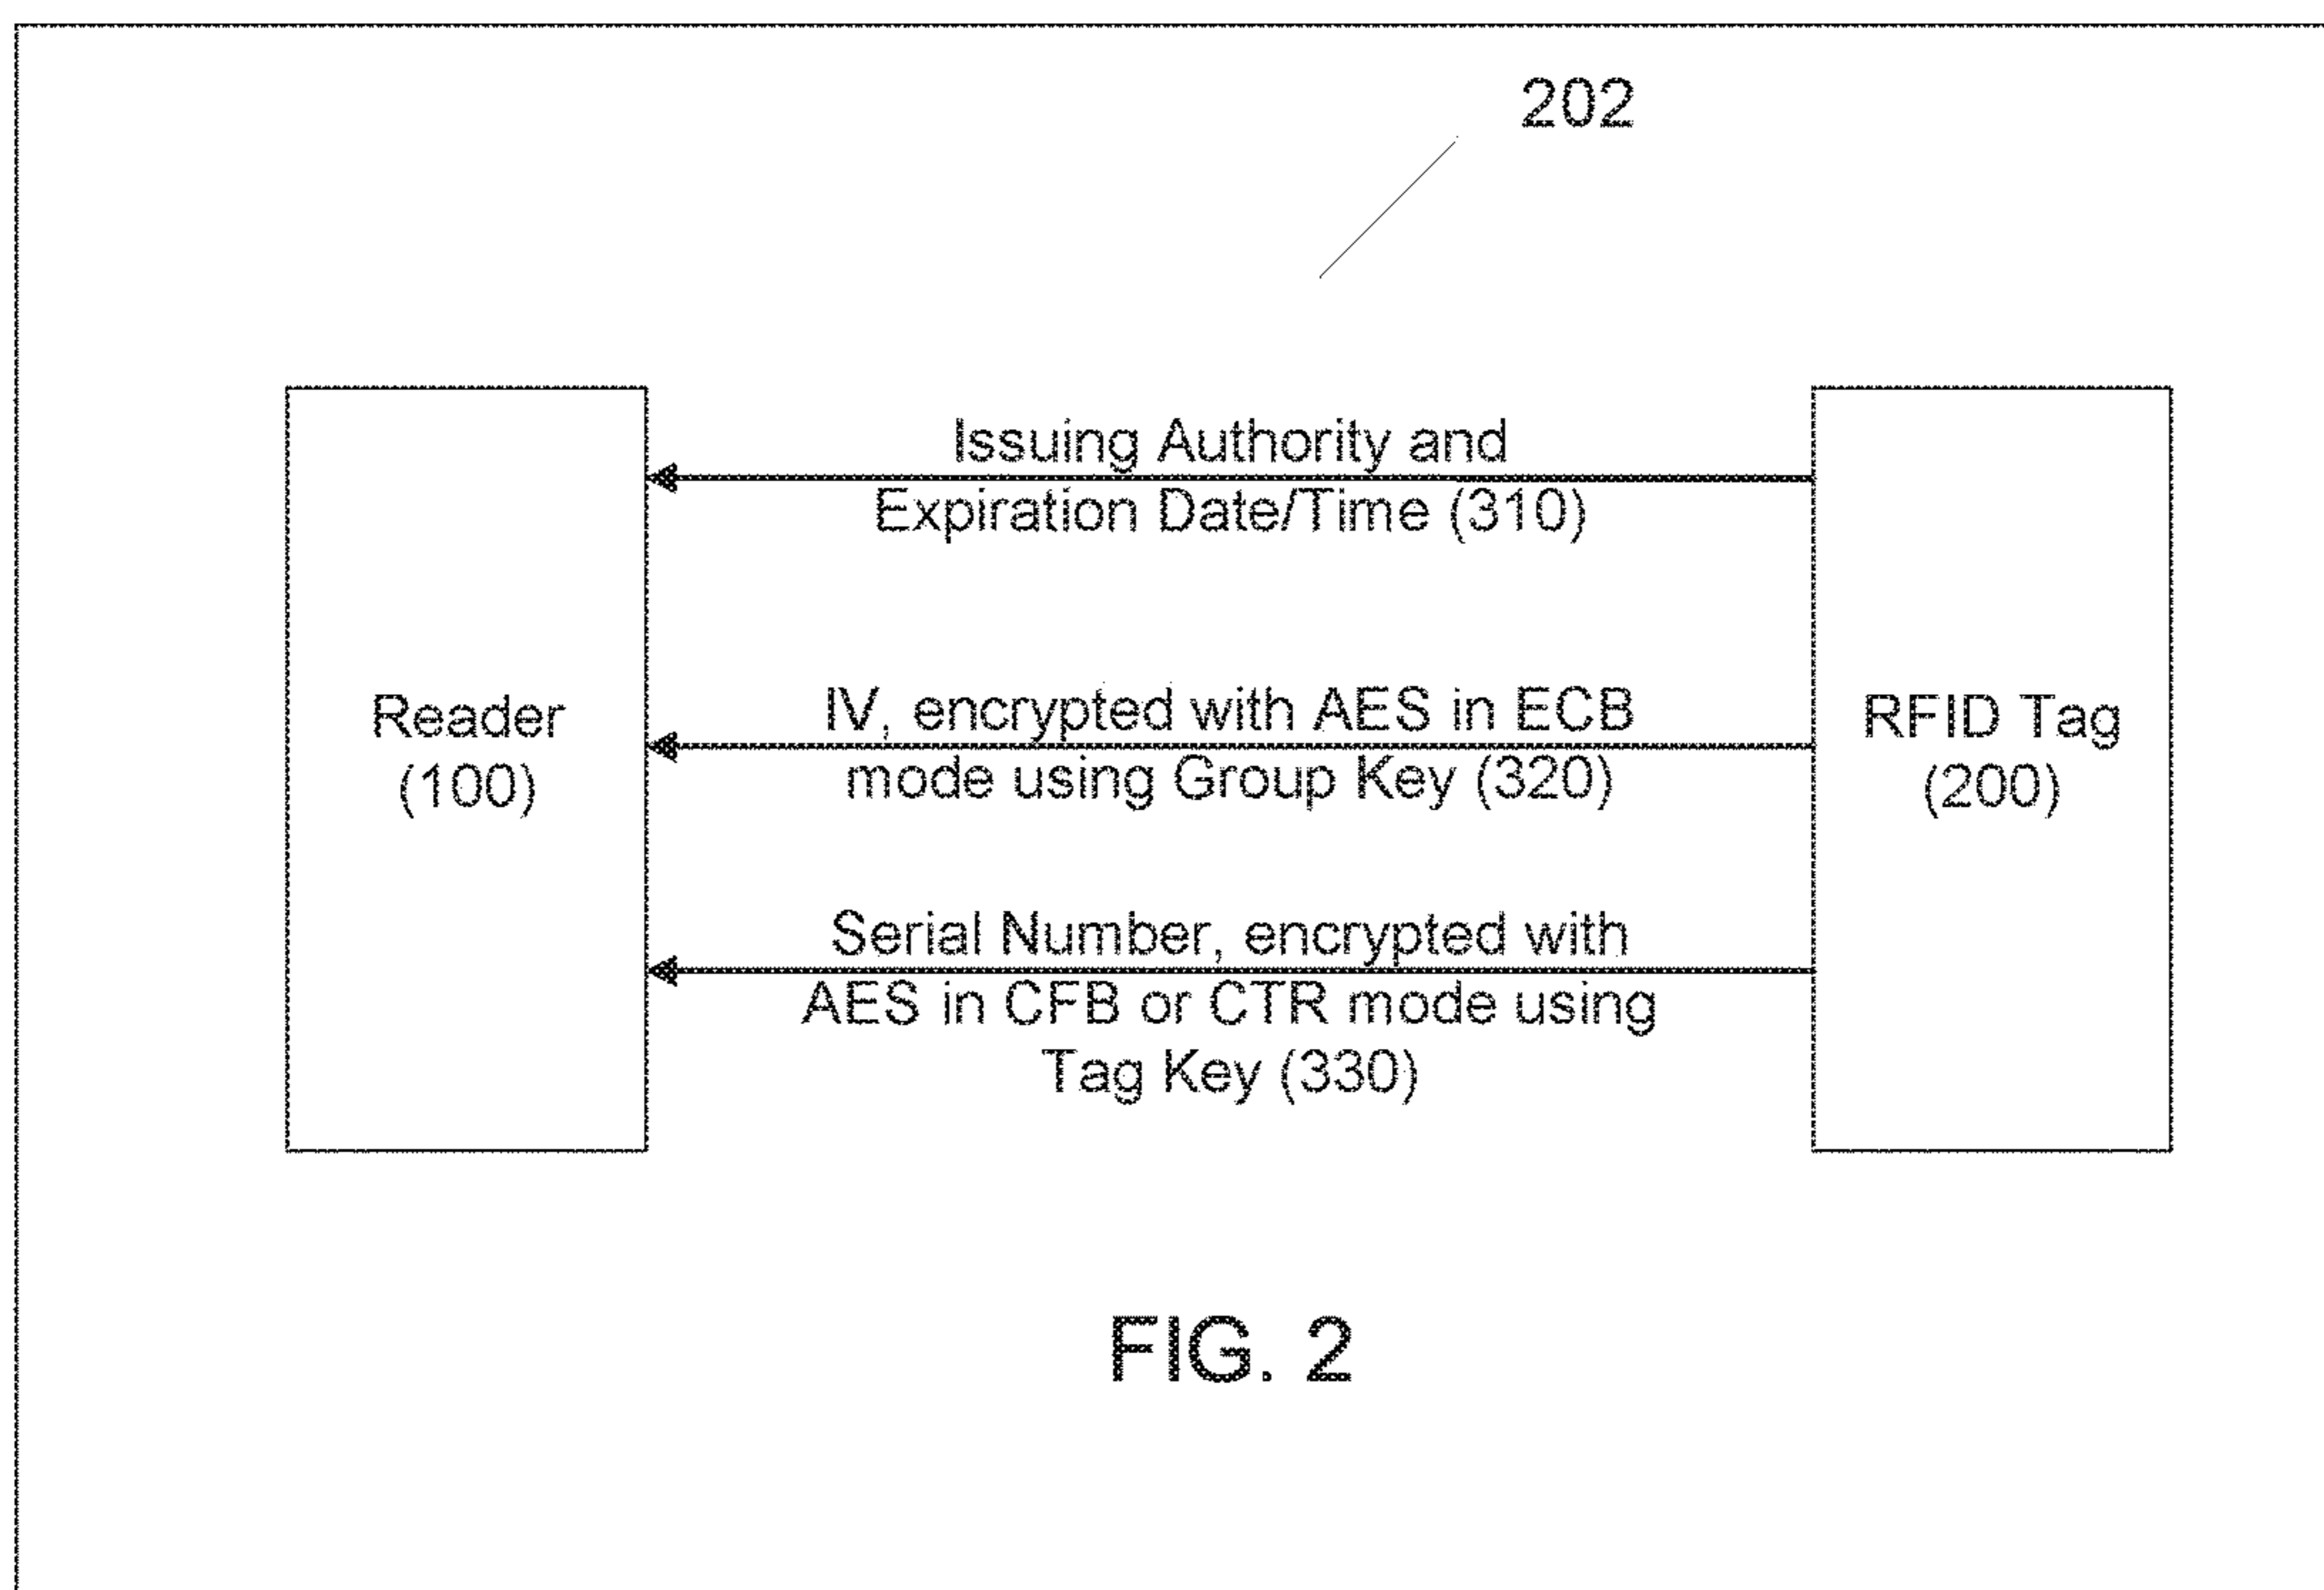 202
Issuing Authority and
Expiration Date/Time (310)
Reader
(100)
IV, encrypted with AES in ECB
mode using Group Key (320)
RFID Tag
(200)
Serial Number, encrypted with
AES in CFB or CTR mode using
Tag Key (330)
FIG. 2